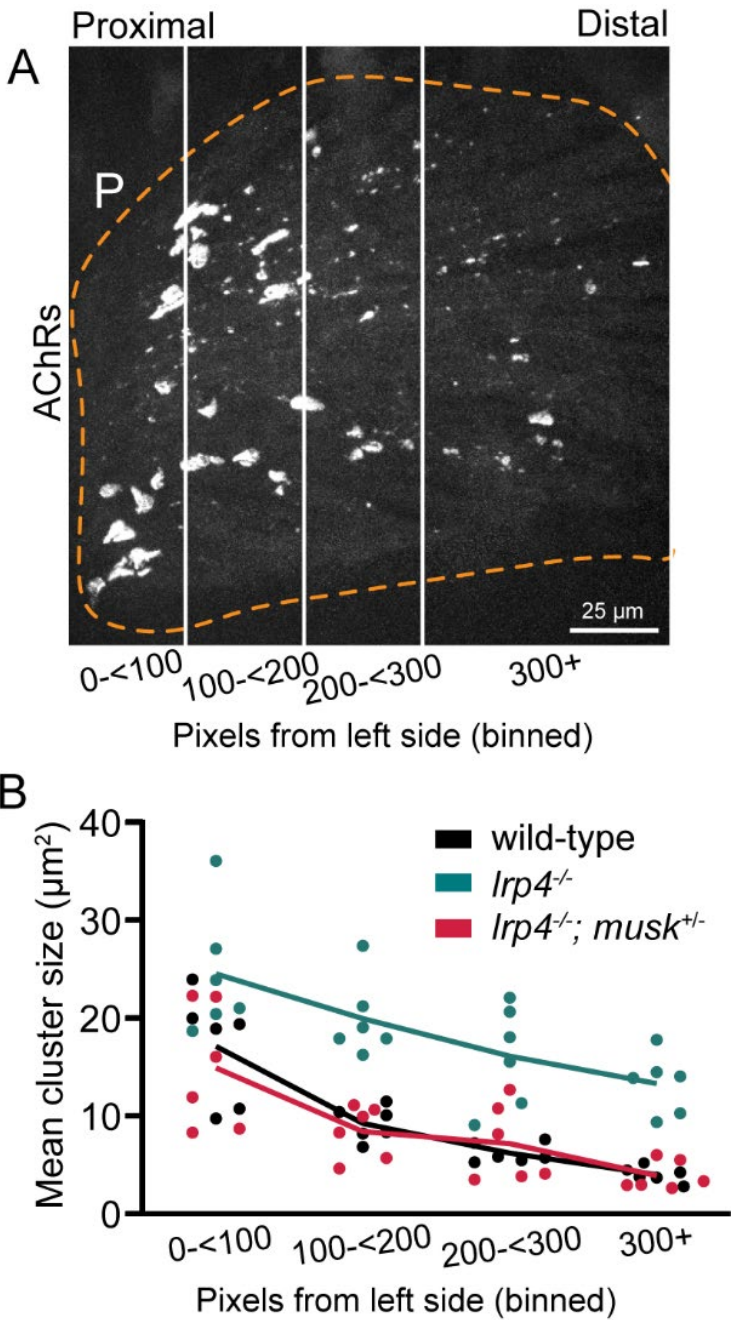 Proximal Distal
A
P
AChRs
25 µm
0-<100 100-<200 200-<300 300+
Pixels from left side (binned)
B
Mean cluster size (µm²)
40
30
20
10
0
wild-type
lrp4-/-
lrp4-/-; musk+/-
0-<100 100-<200 200-<300 300+
Pixels from left side (binned)